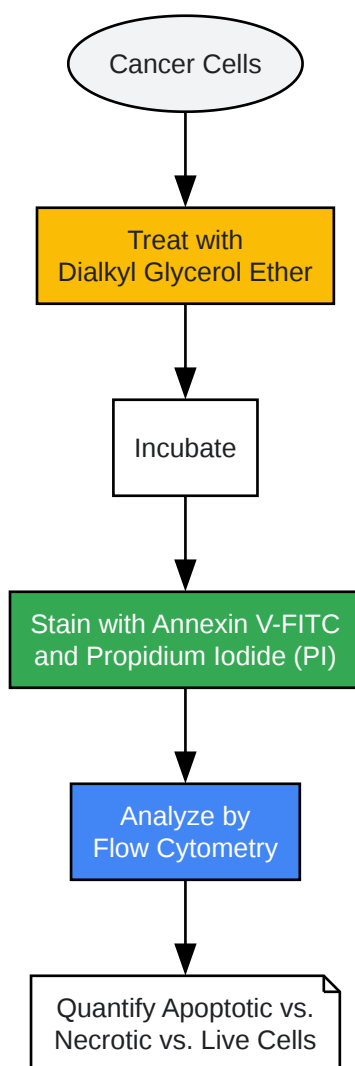 Cancer Cells
Treat with
Dialkyl Glycerol Ether
Incubate
Stain with Annexin V-FITC
and Propidium Iodide (PI)
Analyze by
Flow Cytometry
Quantify Apoptotic vs.
Necrotic vs. Live Cells